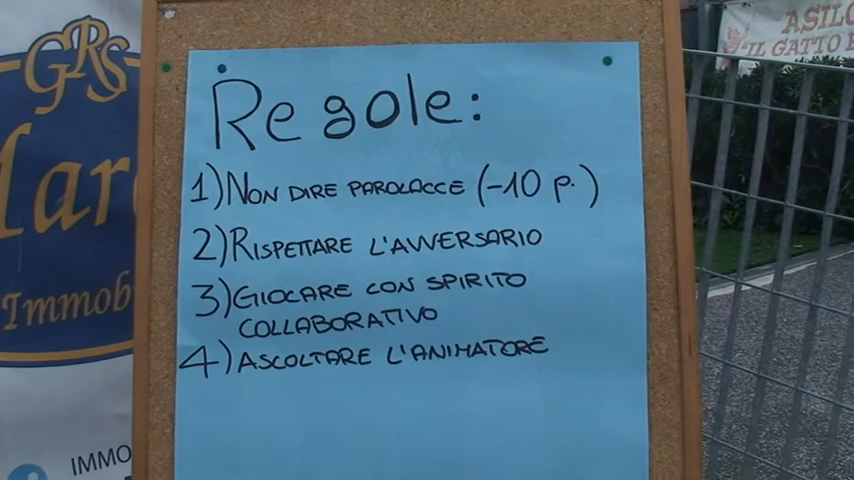 GRS
Immob
IMMO
Regole:
1) NON DIRE PAROLACCE (-10 p.)
2) RISPETTARE L'AVVERSARIO
3) GIOCARE CON SPIRITO
COLLABORATIVO
4) ASCOLTARE L'ANIMATORE
ASILO
"IL GATTO